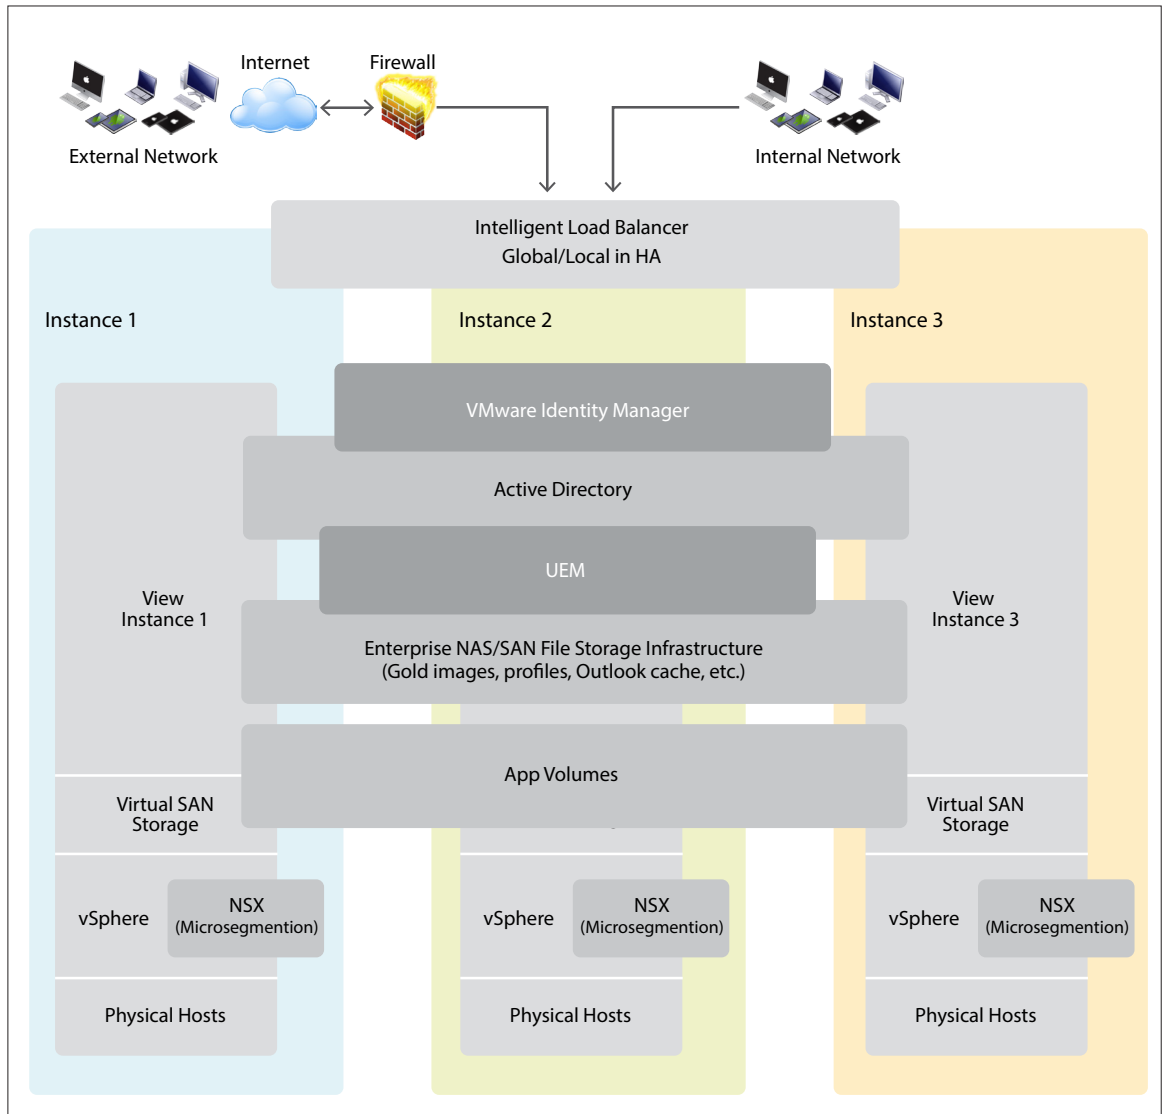 Internet
Firewall
External Network
Internal Network
Intelligent Load Balancer
Global/Local in HA
Instance 1
Instance 2
Instance 3
VMware Identity Manager
Active Directory
UEM
View
Instance 1
View
Instance 3
Enterprise NAS/SAN File Storage Infrastructure
(Gold images, profiles, Outlook cache, etc.)
App Volumes
Virtual SAN
Storage
Virtual SAN
Storage
vSphere
NSX
(Microsegmention)
vSphere
NSX
(Microsegmention)
vSphere
NSX
(Microsegmention)
Physical Hosts
Physical Hosts
Physical Hosts